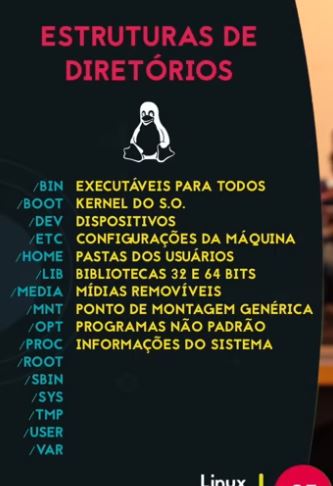 ESTRUTURAS DE
DIRETÓRIOS
/BIN EXECUTÁVEIS PARA TODOS
/BOOT KERNEL DO S.O.
/DEV DISPOSITIVOS
/ETC CONFIGURAÇÕES DA MÁQUINA
/HOME PASTAS DOS USUÁRIOS
/LIB BIBLIOTECAS 32 E 64 BITS
/MEDIA MÍDIAS REMOVÍVEIS
/MNT PONTO DE MONTAGEM GENÉRICA
/OPT PROGRAMAS NÃO PADRÃO
/PROC INFORMAÇÕES DO SISTEMA
/ROOT
/SBIN
/SYS
/TMP
/USER
/VAR
Linux